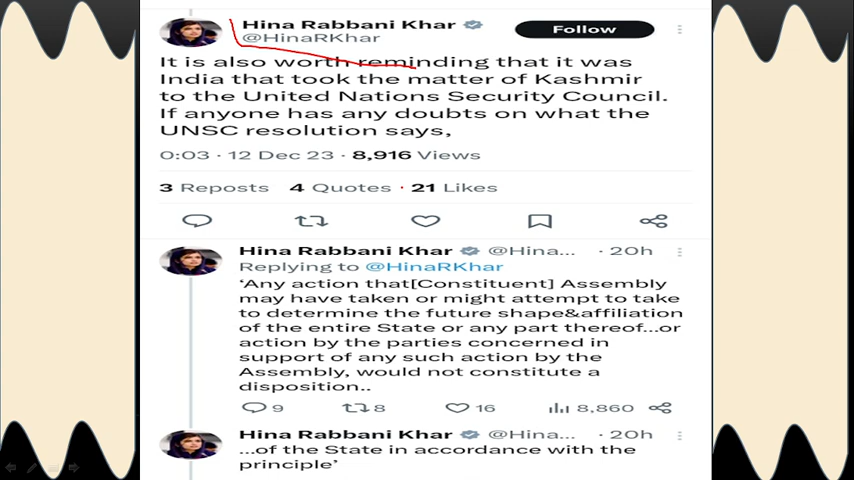 Hina Rabbani Khar
@HinaRKhar
Follow
It is also worth reminding that it was
India that took the matter of Kashmir
to the United Nations Security Council.
If anyone has any doubts on what the
UNSC resolution says,
0:03 · 12 Dec 23 · 8,916 Views
3 Reposts 4 Quotes · 21 Likes
Hina Rabbani Khar @Hina... · 20h
Replying to @HinaRKhar
‘Any action that[Constituent] Assembly
may have taken or might attempt to take
to determine the future shape&affiliation
of the entire State or any part thereof...or
action by the parties concerned in
support of any such action by the
Assembly, would not constitute a
disposition..
9 8 16 8,860
Hina Rabbani Khar @Hina... · 20h
...of the State in accordance with the
principle’